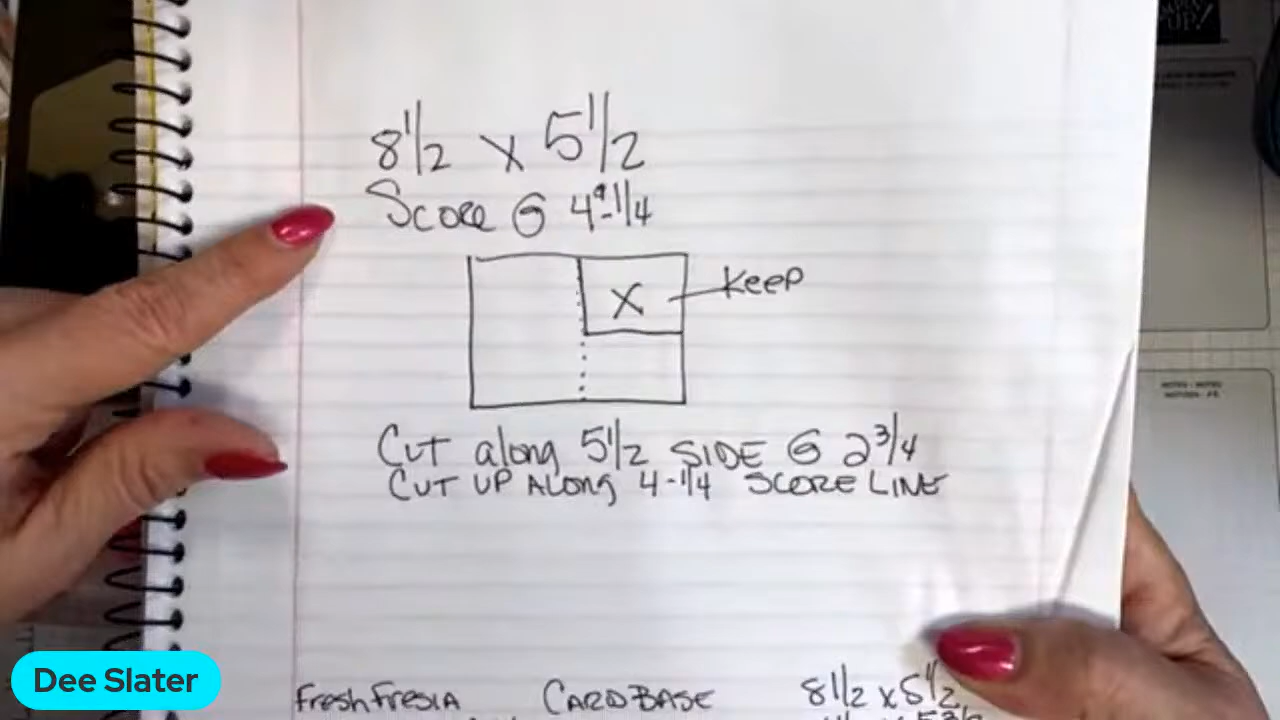 8 1/2 x 5 1/2
Score @ 4-1/4
X
Keep
Cut along 5 1/2 SIDE @ 2 3/4
CUT UP ALONG 4-1/4 SCORE LINE
Fresh Fresia CARD BASE 8 1/2 x 5 1/2
Dee Slater
UP!